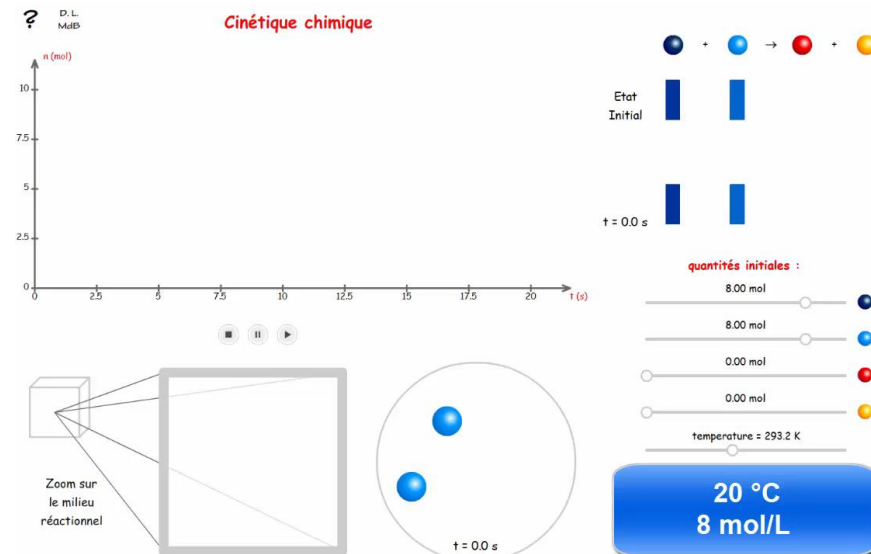 ?
D. L.
MdB
Cinétique chimique
n (mol)
10
7.5
5
2.5
0
0 2.5 5 7.5 10 12.5 15 17.5 20 t (s)
+ → +
Etat
Initial
t = 0.0 s
quantités initiales :
8.00 mol
8.00 mol
0.00 mol
0.00 mol
temperature = 293.2 K
Zoom sur
le milieu
réactionnel
t = 0.0 s
20 °C
8 mol/L